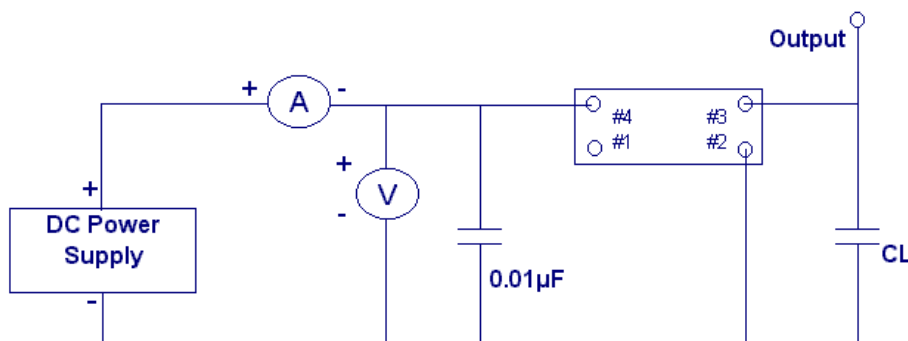 Output
+
A
-
#4
#3
#1
#2
+
V
-
+
DC Power
Supply
-
0.01µF
CL